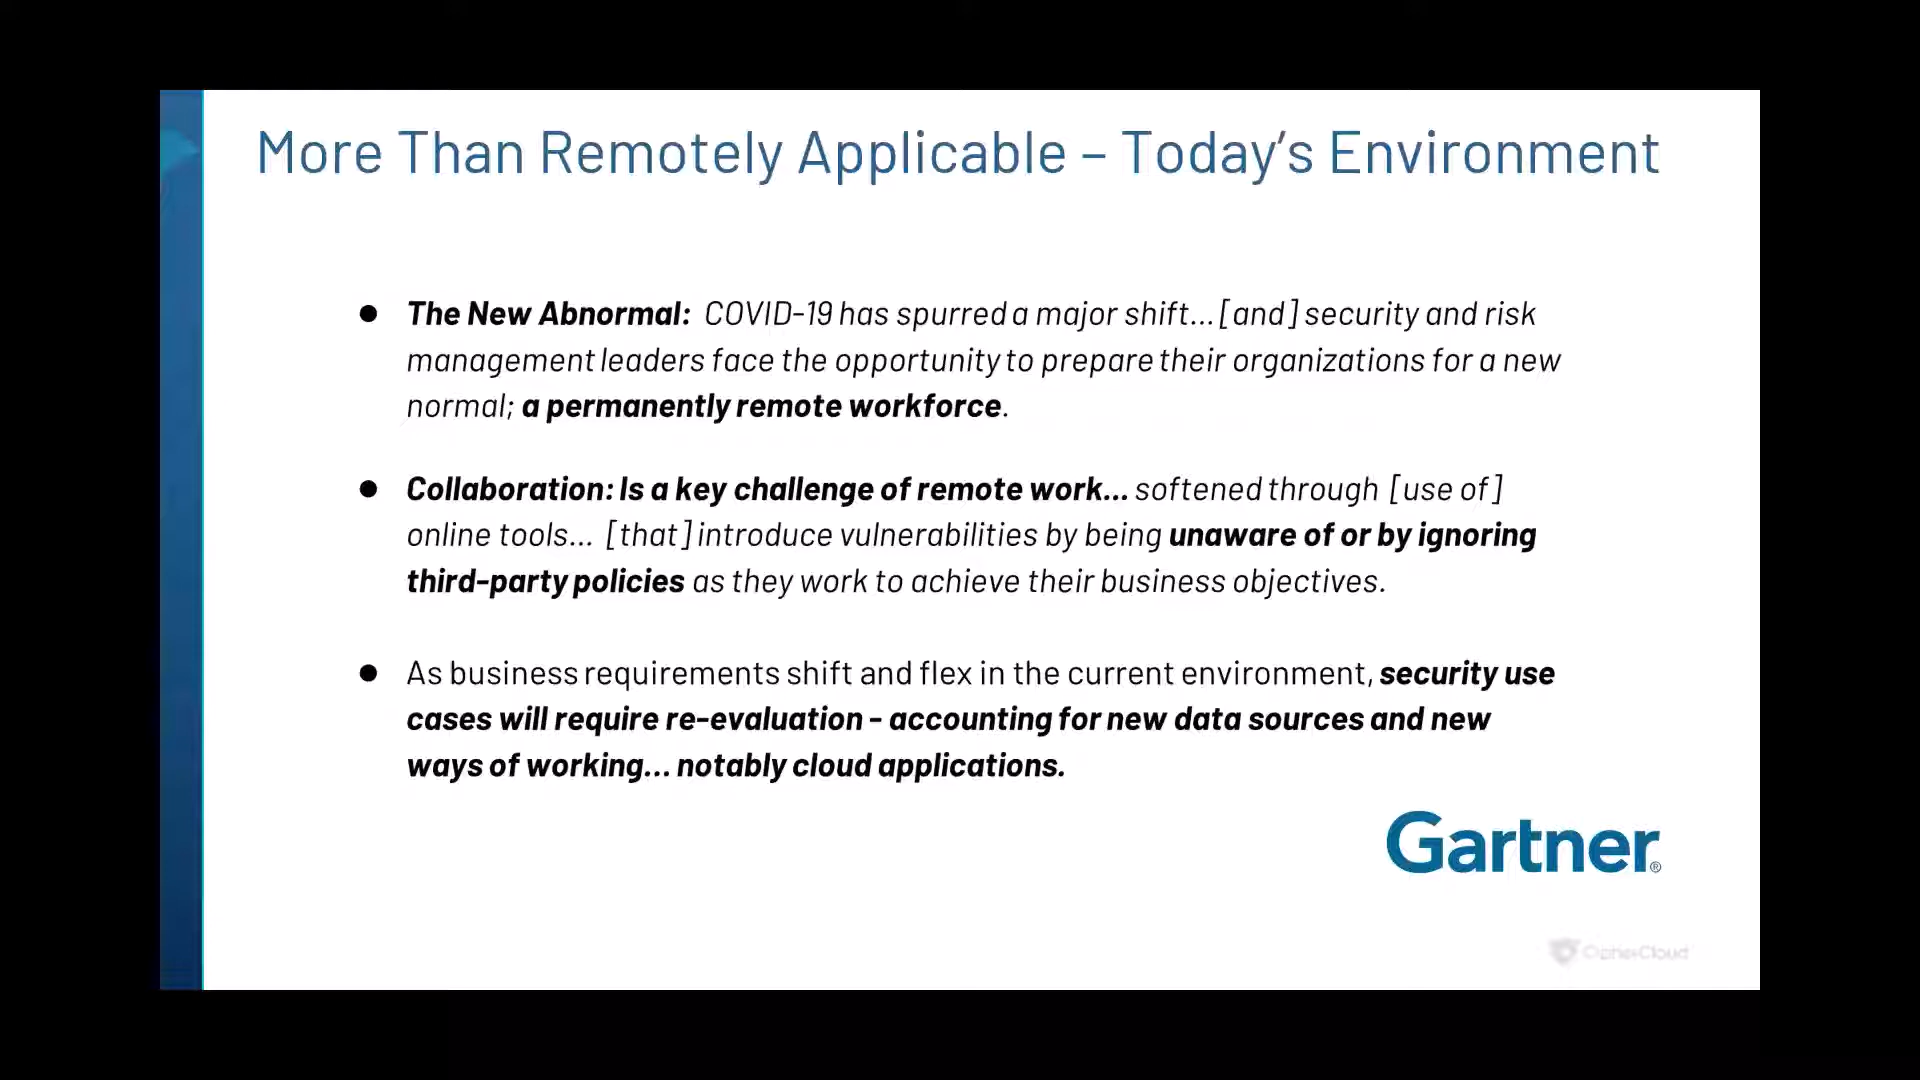 More Than Remotely Applicable – Today's Environment
● The New Abnormal: COVID-19 has spurred a major shift... [and] security and risk
management leaders face the opportunity to prepare their organizations for a new
normal; a permanently remote workforce.
● Collaboration: Is a key challenge of remote work... softened through [use of]
online tools... [that] introduce vulnerabilities by being unaware of or by ignoring
third-party policies as they work to achieve their business objectives.
● As business requirements shift and flex in the current environment, security use
cases will require re-evaluation - accounting for new data sources and new
ways of working... notably cloud applications.
Gartner®
CipherCloud